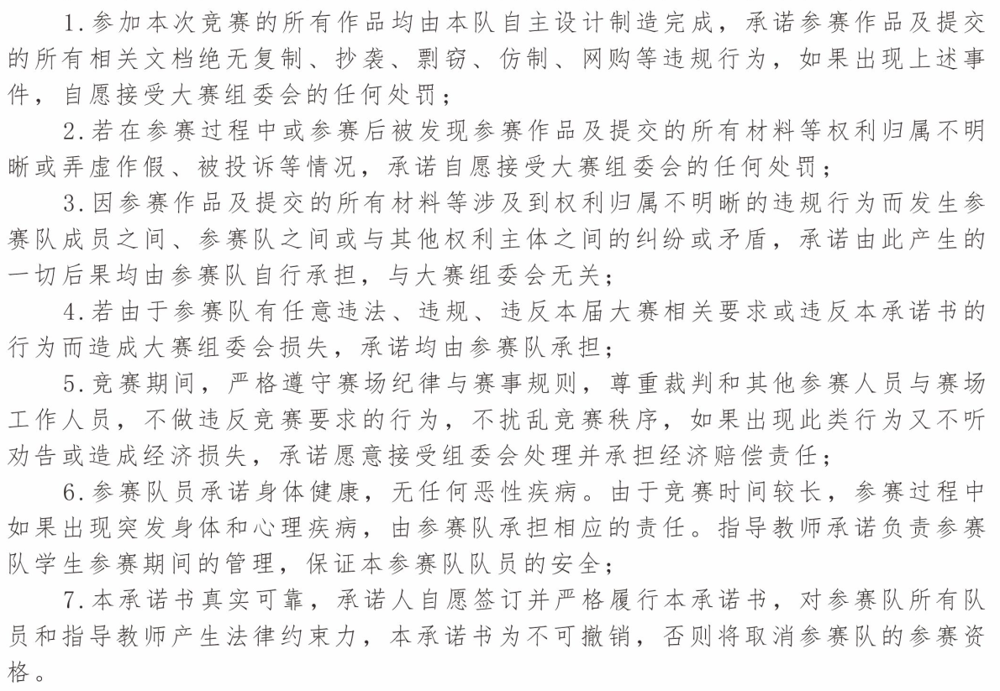 1.参加本次竞赛的所有作品均由本队自主设计制造完成，承诺参赛作品及提交
的所有相关文档绝无复制、抄袭、剽窃、仿制、网购等违规行为，如果出现上述事
件，自愿接受大赛组委会的任何处罚；
2.若在参赛过程中或参赛后被发现参赛作品及提交的所有材料等权利归属不明
晰或弄虚作假、被投诉等情况，承诺自愿接受大赛组委会的任何处罚；
3.因参赛作品及提交的所有材料等涉及到权利归属不明晰的违规行为而发生参
赛队成员之间、参赛队之间或与其他权利主体之间的纠纷或矛盾，承诺由此产生的
一切后果均由参赛队自行承担，与大赛组委会无关；
4.若由于参赛队有任意违法、违规、违反本届大赛相关要求或违反本承诺书的
行为而造成大赛组委会损失，承诺均由参赛队承担；
5.竞赛期间，严格遵守赛场纪律与赛事规则，尊重裁判和其他参赛人员与赛场
工作人员，不做违反竞赛要求的行为，不扰乱竞赛秩序，如果出现此类行为又不听
劝告或造成经济损失，承诺愿意接受组委会处理并承担经济赔偿责任；
6.参赛队员承诺身体健康，无任何恶性疾病。由于竞赛时间较长，参赛过程中
如果出现突发身体和心理疾病，由参赛队承担相应的责任。指导教师承诺负责参赛
队学生参赛期间的管理，保证本参赛队队员的安全；
7.本承诺书真实可靠，承诺人自愿签订并严格履行本承诺书，对参赛队所有队
员和指导教师产生法律约束力，本承诺书为不可撤销，否则将取消参赛队的参赛资
格。